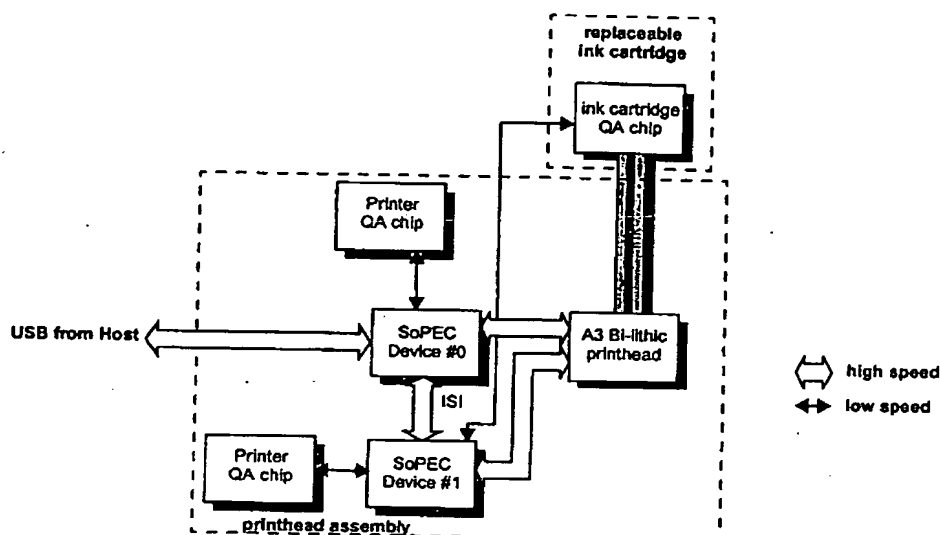 replaceable
ink cartridge
ink cartridge
QA chip
Printer
QA chip
USB from Host
SoPEC
Device #0
A3 Bi-lithic
printhead
high speed
low speed
ISI
Printer
QA chip
SoPEC
Device #1
printhead assembly